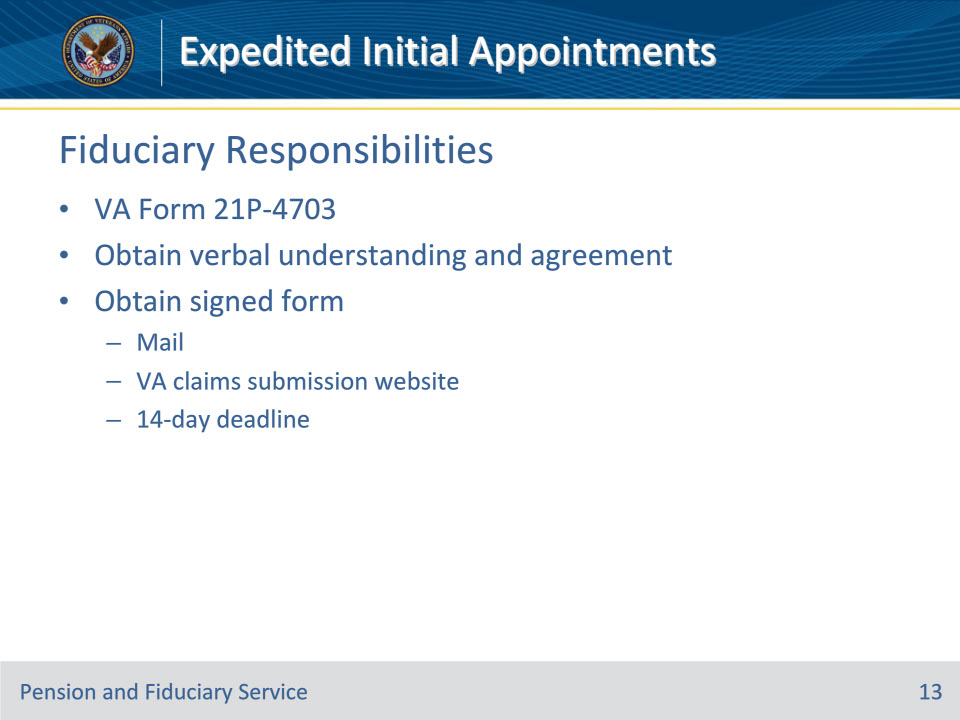 Expedited Initial Appointments
Fiduciary Responsibilities
• VA Form 21P-4703
• Obtain verbal understanding and agreement
• Obtain signed form
– Mail
– VA claims submission website
– 14-day deadline
Pension and Fiduciary Service
13